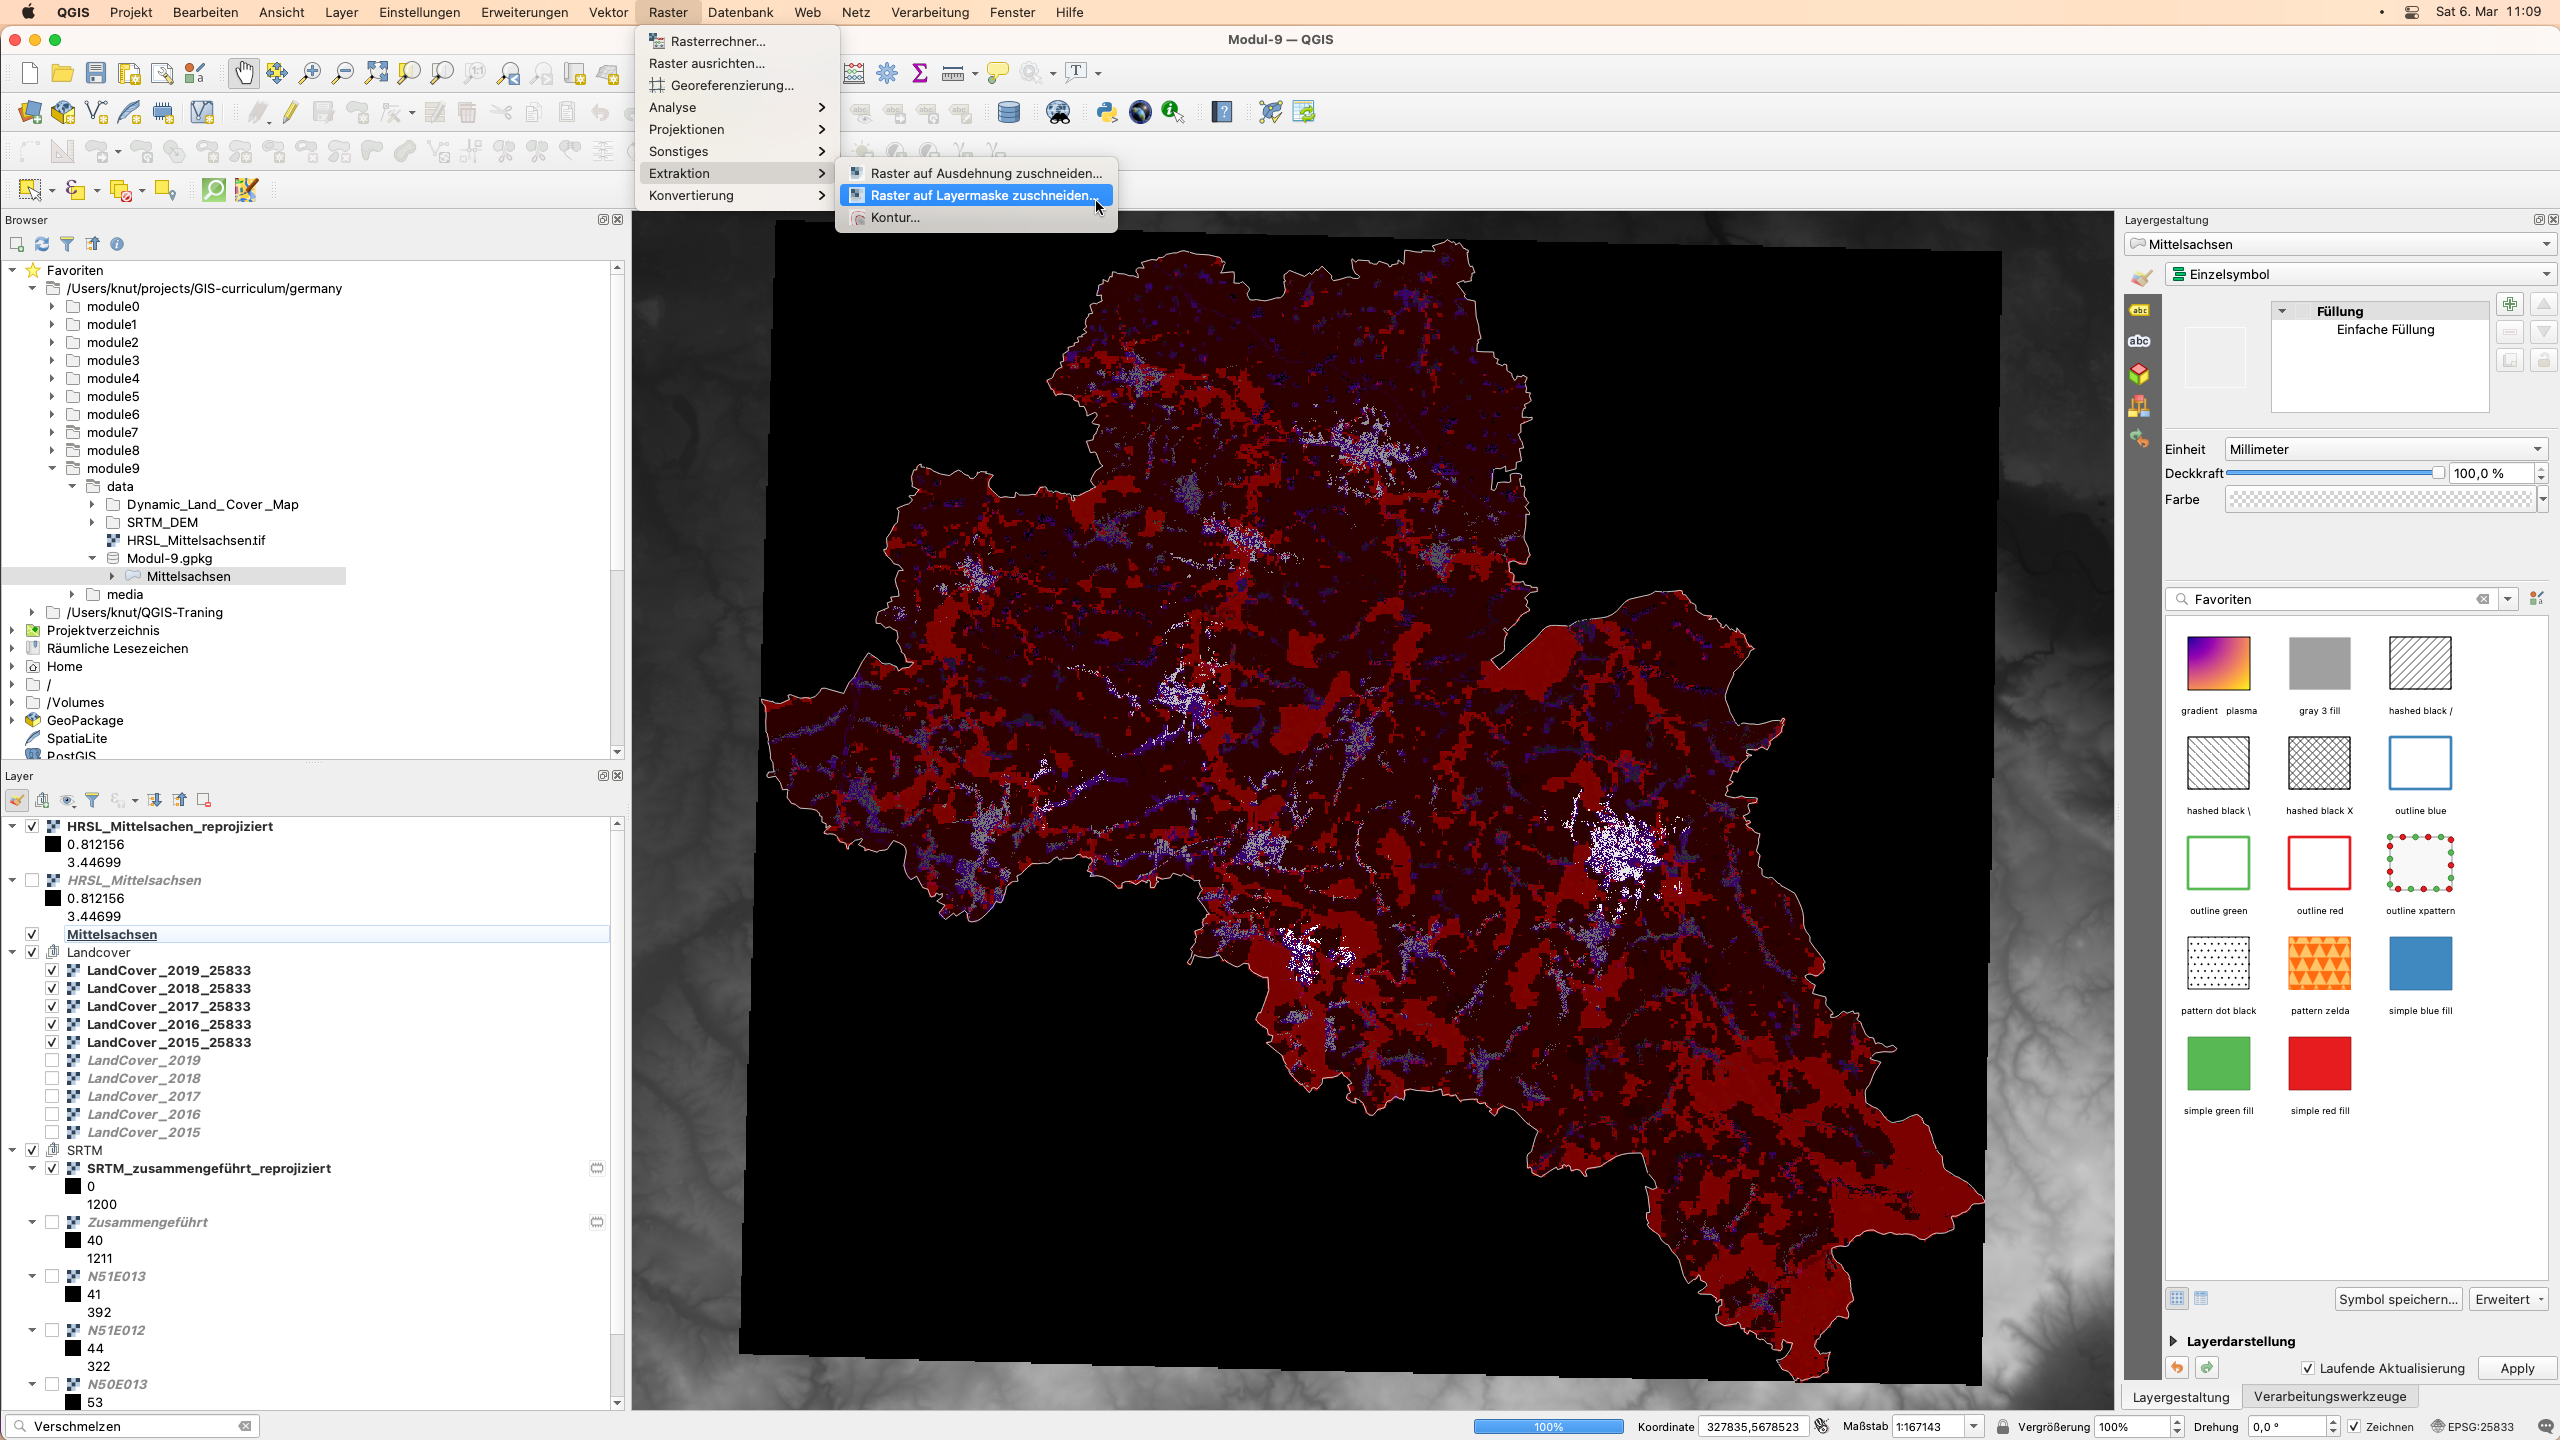 QGIS Projekt Bearbeiten Ansicht Layer Einstellungen Erweiterungen Vektor Raster Datenbank Web Netz Verarbeitung Fenster Hilfe
Sat 6. Mar 11:09
Modul-9 — QGIS
Rasterrechner...
Raster ausrichten...
Georeferenzierung...
Analyse
Projektionen
Sonstiges
Extraktion
Konvertierung
Raster auf Ausdehnung zuschneiden...
Raster auf Layermaske zuschneiden...
Kontur...
Browser
Favoriten
/Users/knut/projects/GIS-curriculum/germany
module0
module1
module2
module3
module4
module5
module6
module7
module8
module9
data
Dynamic_Land_Cover_Map
SRTM_DEM
HRSL_Mittelsachsen.tif
Modul-9.gpkg
Mittelsachsen
media
/Users/knut/QGIS-Traning
Projektverzeichnis
Räumliche Lesezeichen
Home
/
/Volumes
GeoPackage
SpatiaLite
PostGIS
Layer
HRSL_Mittelsachen_reprojiziert
0.812156
3.44699
HRSL_Mittelsachsen
0.812156
3.44699
Mittelsachsen
Landcover
LandCover_2019_25833
LandCover_2018_25833
LandCover_2017_25833
LandCover_2016_25833
LandCover_2015_25833
LandCover_2019
LandCover_2018
LandCover_2017
LandCover_2016
LandCover_2015
SRTM
SRTM_zusammengeführt_reprojiziert
0
1200
Zusammengeführt
40
1211
N51E013
41
392
N51E012
44
322
N50E013
53
Verschmelzen
Layergestaltung
Mittelsachsen
Einzelsymbol
abc
abc
Füllung
Einfache Füllung
Einheit Millimeter
Deckkraft 100,0 %
Farbe
Favoriten
gradient plasma
gray 3 fill
hashed black /
hashed black \
hashed black X
outline blue
outline green
outline red
outline xpattern
pattern dot black
pattern zelda
simple blue fill
simple green fill
simple red fill
Symbol speichern...
Erweitert
Layerdarstellung
Laufende Aktualisierung
Apply
Layergestaltung
Verarbeitungswerkzeuge
100%
Koordinate 327835,5678523
Maßstab 1:167143
Vergrößerung 100%
Drehung 0,0 °
Zeichnen
EPSG:25833